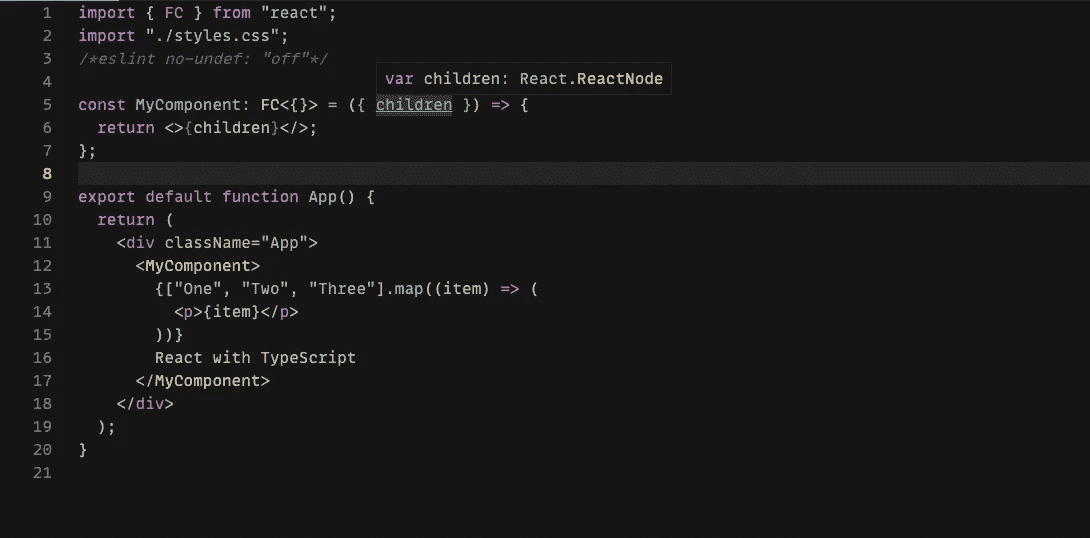 1 import { FC } from "react";
2 import "./styles.css";
3 /*eslint no-undef: "off"*/
4
var children: React.ReactNode
5 const MyComponent: FC<{}> = ({ children }) => {
6   return <>{children}</>;
7 };
8
9 export default function App() {
10   return (
11     <div className="App">
12       <MyComponent>
13         {["One", "Two", "Three"].map((item) => (
14           <p>{item}</p>
15         ))}
16         React with TypeScript
17       </MyComponent>
18     </div>
19   );
20 }
21